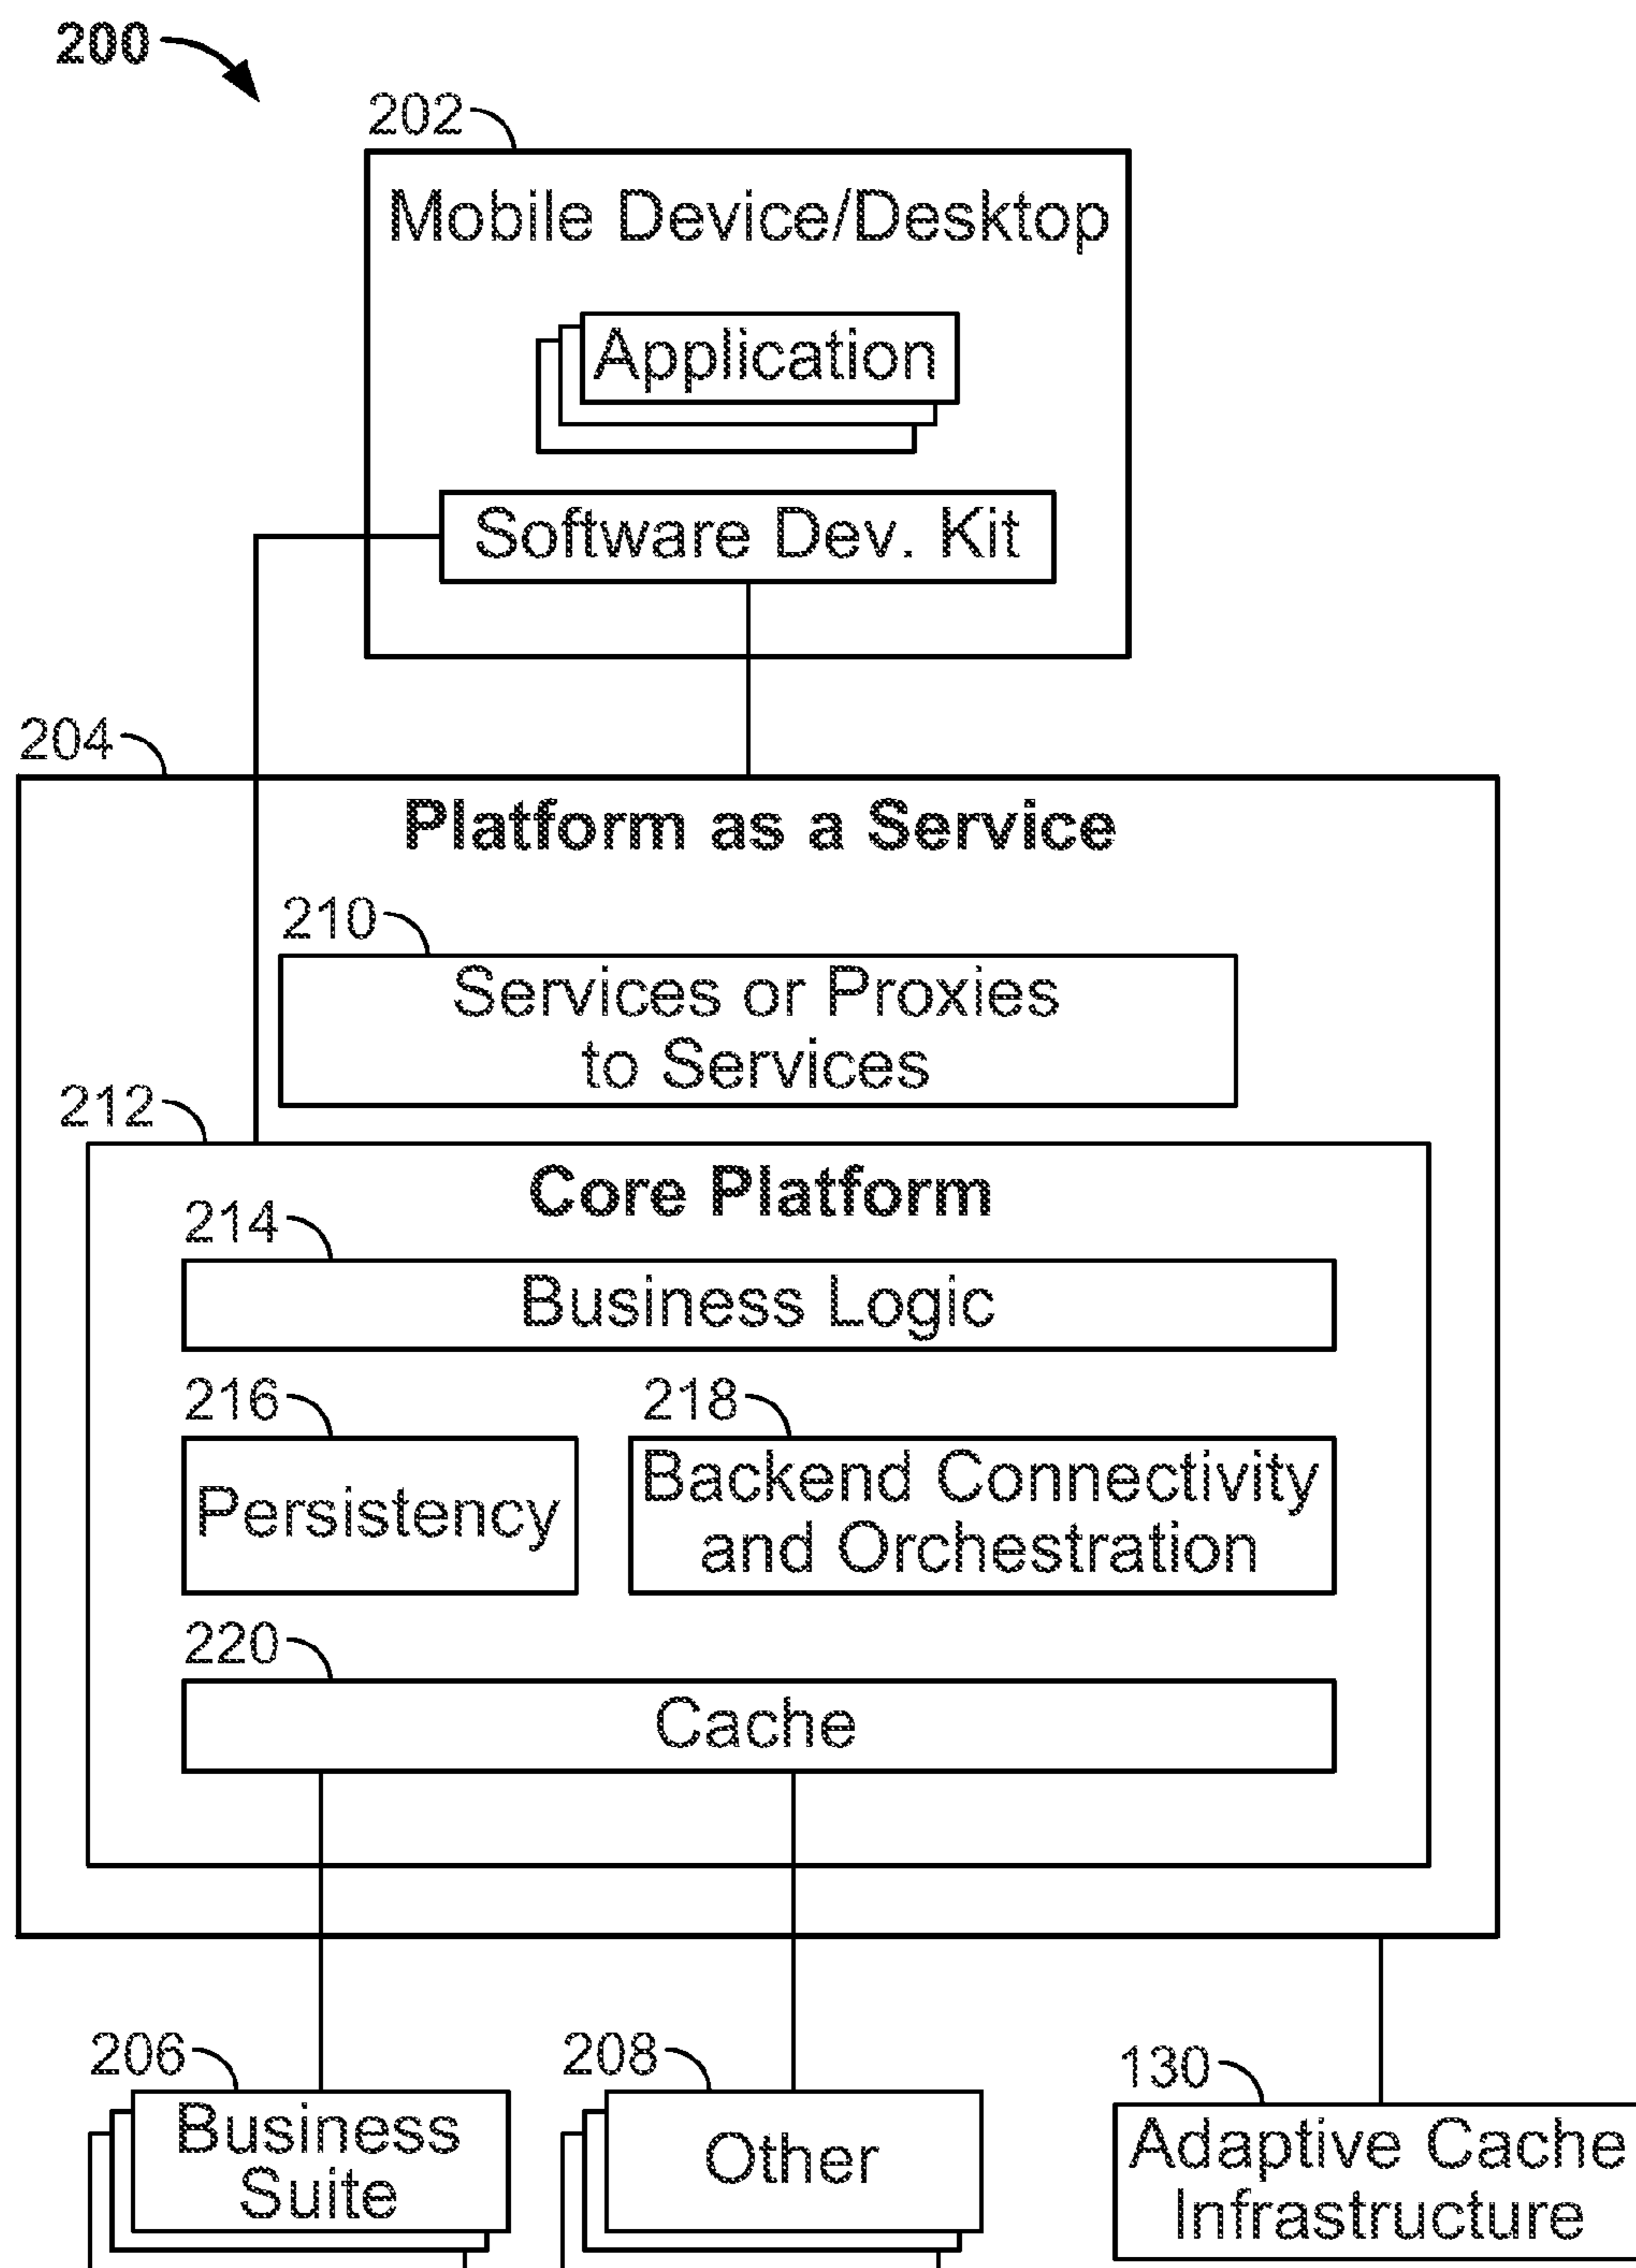 200
202
Mobile Device/Desktop
Application
Software Dev. Kit
204
Platform as a Service
210
Services or Proxies
to Services
212
Core Platform
214
Business Logic
216
218
Persistency
Backend Connectivity
and Orchestration
220
Cache
206
208
130
Business
Suite
Other
Adaptive Cache
Infrastructure